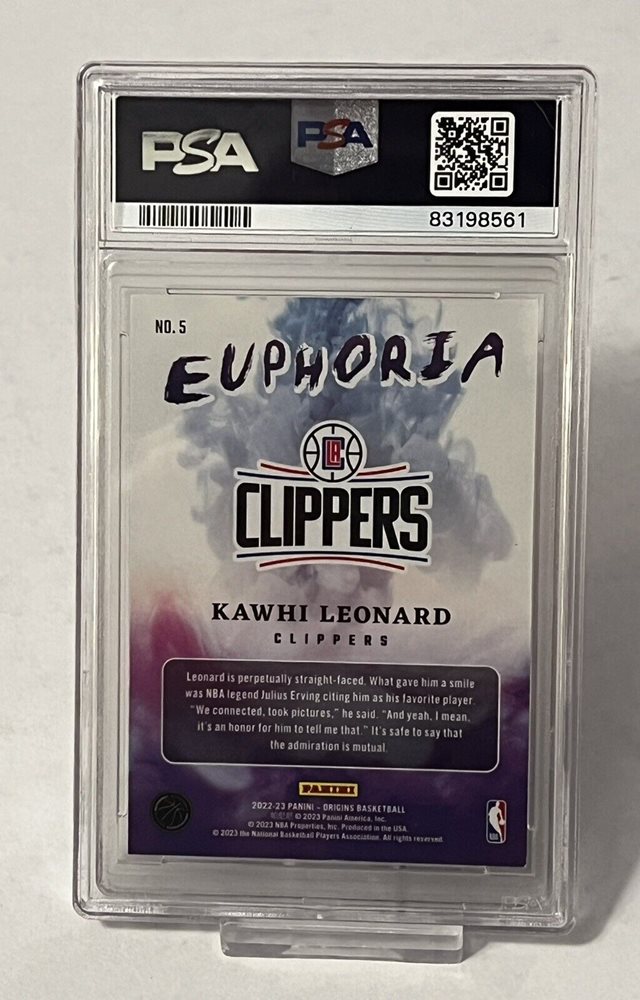 PSA PSA
83198561
NO. 5
EUPHORIA
LA
CLIPPERS
KAWHI LEONARD
CLIPPERS
Leonard is perpetually straight-faced. What gave him a smile
was NBA legend Julius Erving citing him as his favorite player.
"We connected, took pictures," he said. "And yeah, I mean,
it's an honor for him to tell me that." It's safe to say that
the admiration is mutual.
PANINI
2022-23 PANINI - ORIGINS BASKETBALL
© 2023 Panini America, Inc.
© 2023 NBA Properties, Inc. Produced in the USA.
© 2023 the National Basketball Players Association. All rights reserved.
NBA
PSA